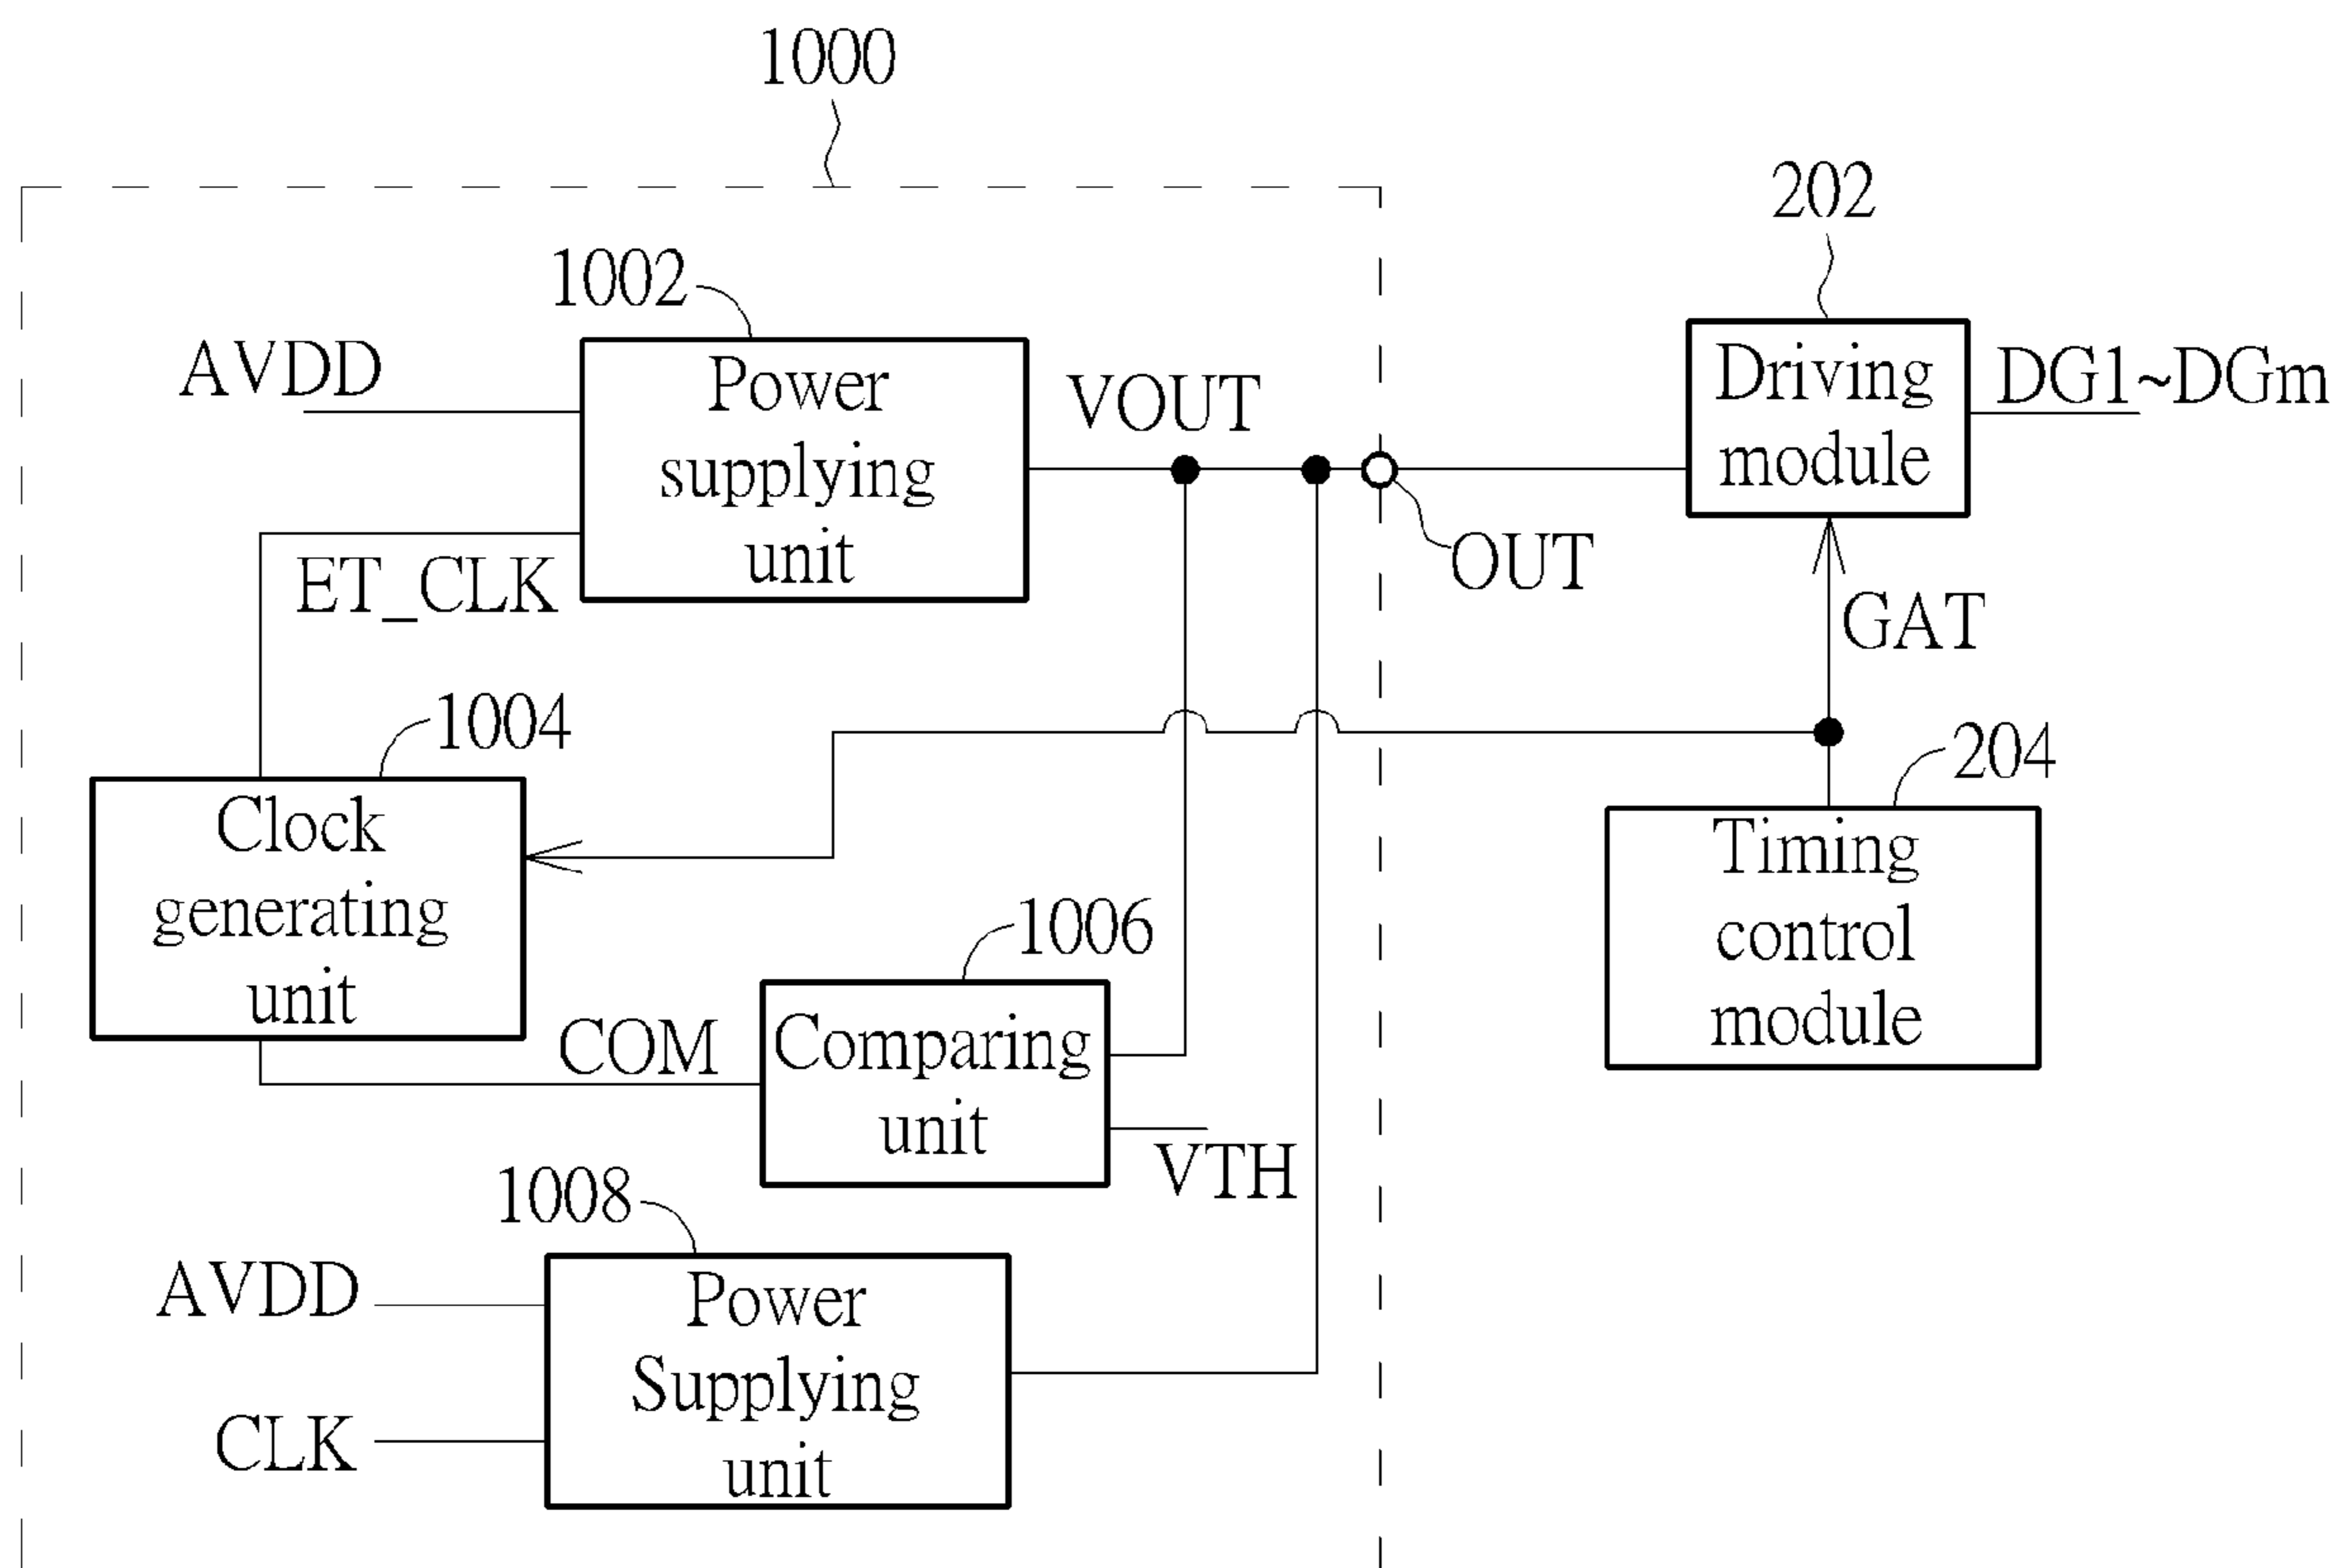 1000
202
1002
AVDD
Power
supplying
unit
VOUT
Driving
module
DG1~DGm
ET_CLK
OUT
GAT
1004
204
Clock
generating
unit
Timing
control
module
1006
COM
Comparing
unit
VTH
1008
AVDD
CLK
Power
Supplying
unit